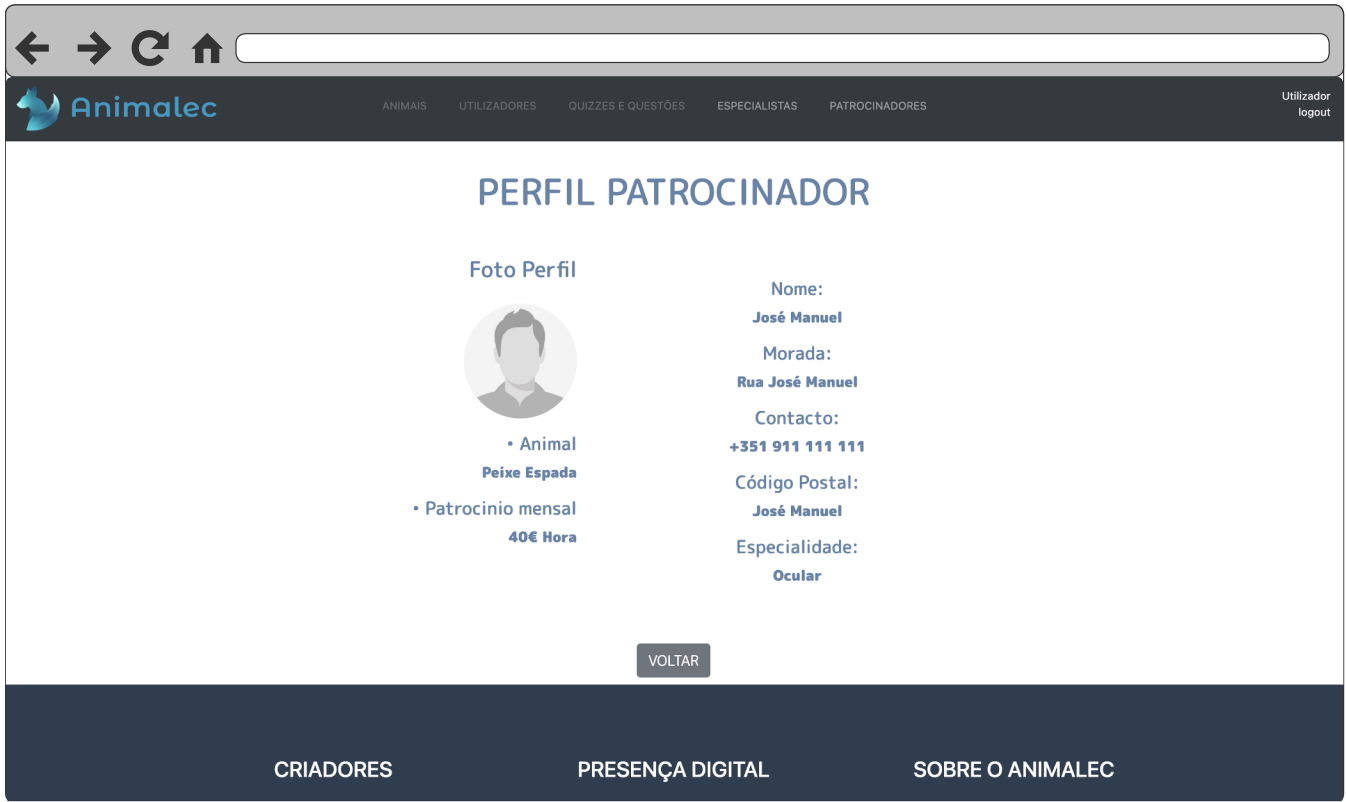 Animalec
ANIMAIS UTILIZADORES QUIZZES E QUESTÕES ESPECIALISTAS PATROCINADORES
Utilizador
logout
PERFIL PATROCINADOR
Foto Perfil
• Animal
Peixe Espada
• Patrocinio mensal
40€ Hora
Nome:
José Manuel
Morada:
Rua José Manuel
Contacto:
+351 911 111 111
Código Postal:
José Manuel
Especialidade:
Ocular
VOLTAR
CRIADORES PRESENÇA DIGITAL SOBRE O ANIMALEC